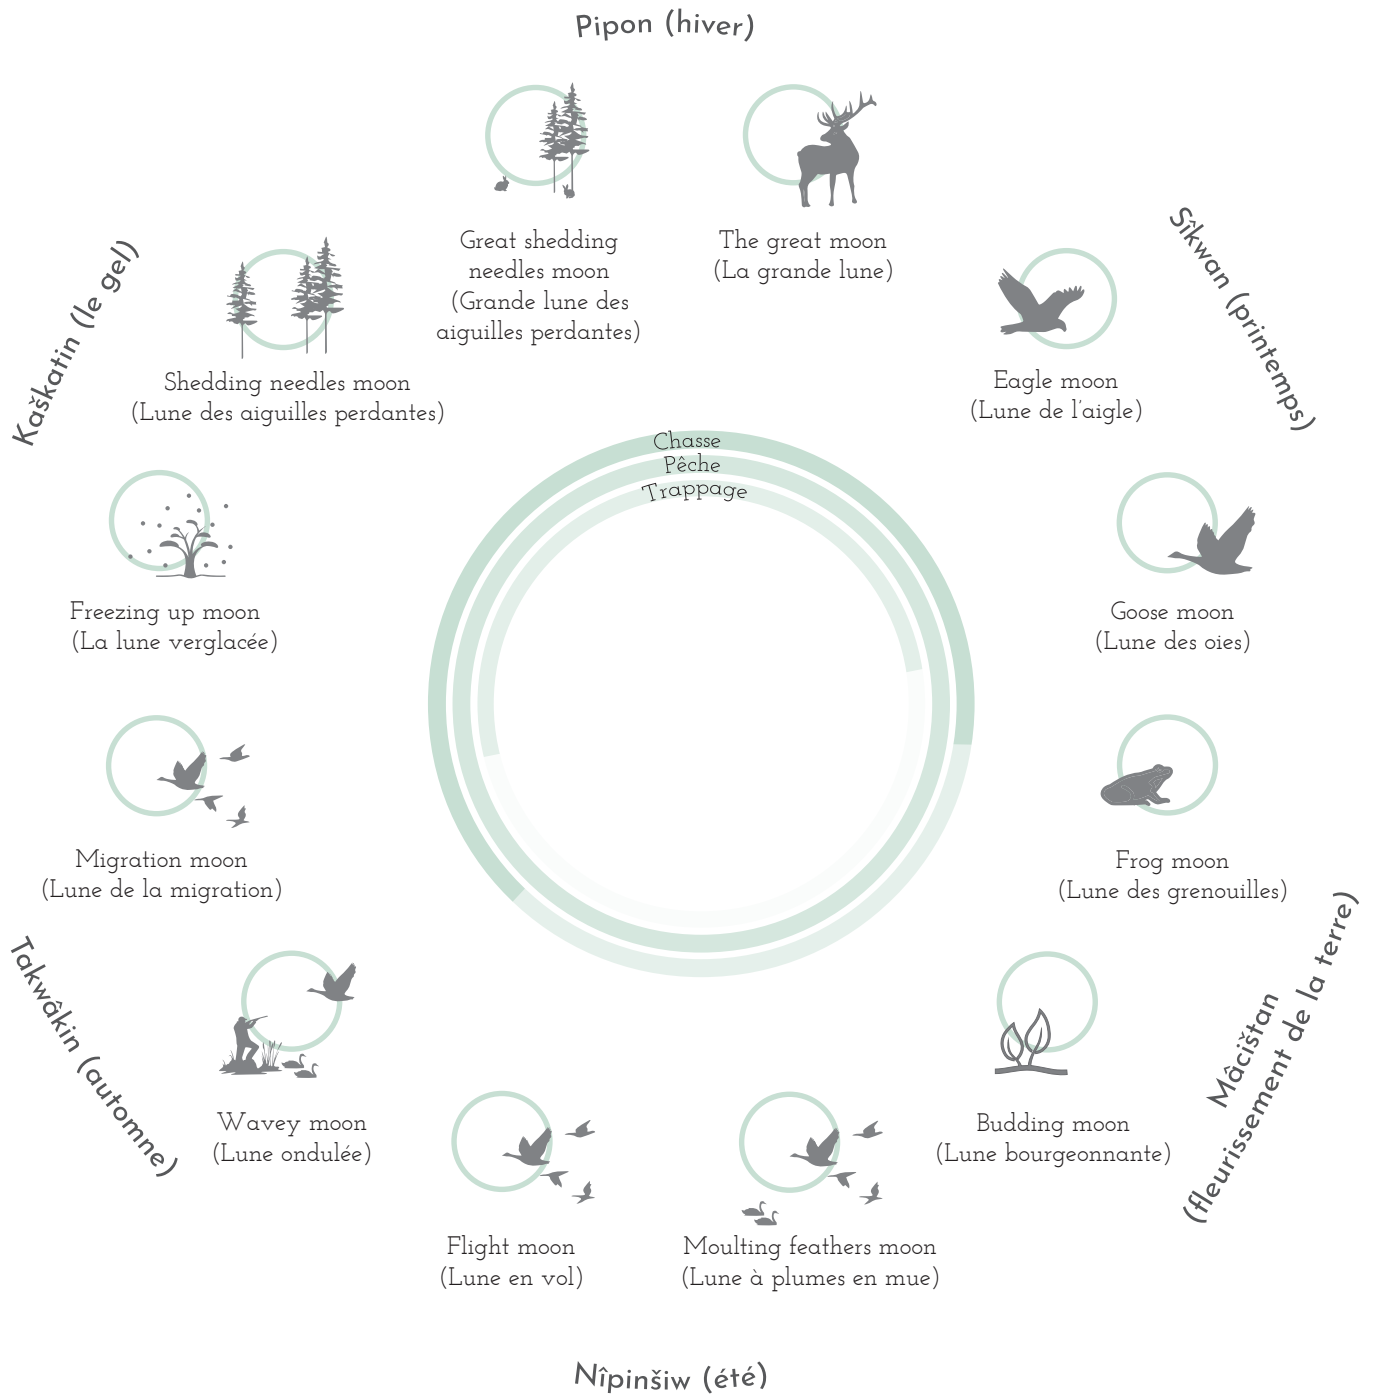 Pipon (hiver)
Great shedding
needles moon
(Grande lune des
aiguilles perdantes)
The great moon
(La grande lune)
Sîkwan (printemps)
Eagle moon
(Lune de l'aigle)
Goose moon
(Lune des oies)
Frog moon
(Lune des grenouilles)
Mâcištan
(fleurissement de la terre)
Budding moon
(Lune bourgeonnante)
Moulting feathers moon
(Lune à plumes en mue)
Nîpinšiw (été)
Flight moon
(Lune en vol)
Wavey moon
(Lune ondulée)
Takwâkin (automne)
Migration moon
(Lune de la migration)
Freezing up moon
(La lune verglacée)
Kaškatin (le gel)
Shedding needles moon
(Lune des aiguilles perdantes)
Chasse
Pêche
Trappage